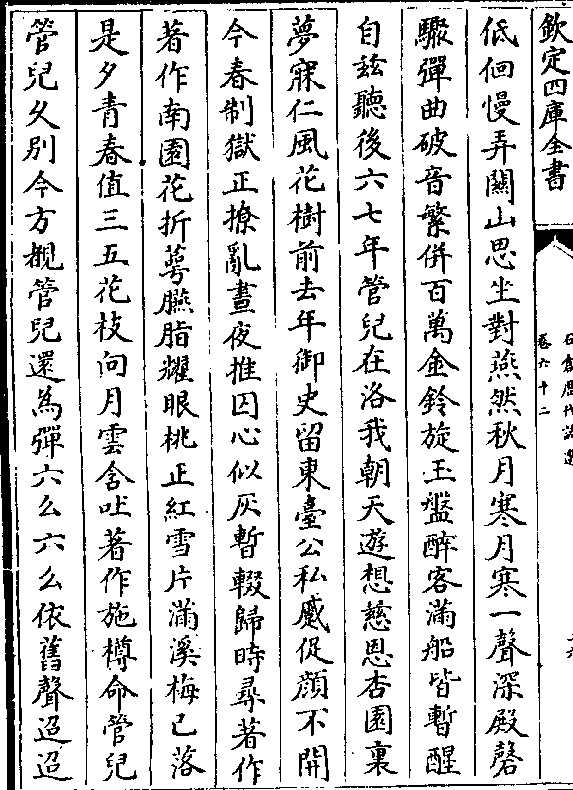 欽定四庫全書
石倉歷代詩選
卷六十二
低佪慢弄關山思坐對燕然秋月寒月寒一聲深殿磬
驟彈曲破音繁併百萬金鈴旋玉盤醉客滿船皆暫醒
自兹聽後六七年管兒在洛我朝天遊想慈恩杏園裏
夢寐仁風花樹前去年御史留東臺公私蹙促顔不開
今春制獄正撩亂晝夜推囚心似灰暫輟歸時尋著作
著作南園花折萼臙脂耀眼桃正紅雪片滿溪梅已落
是夕青春值三五花枝向月雲含吐著作施樽命管兒
管兒久別今方覩管兒還為彈六么六么依舊聲迢迢